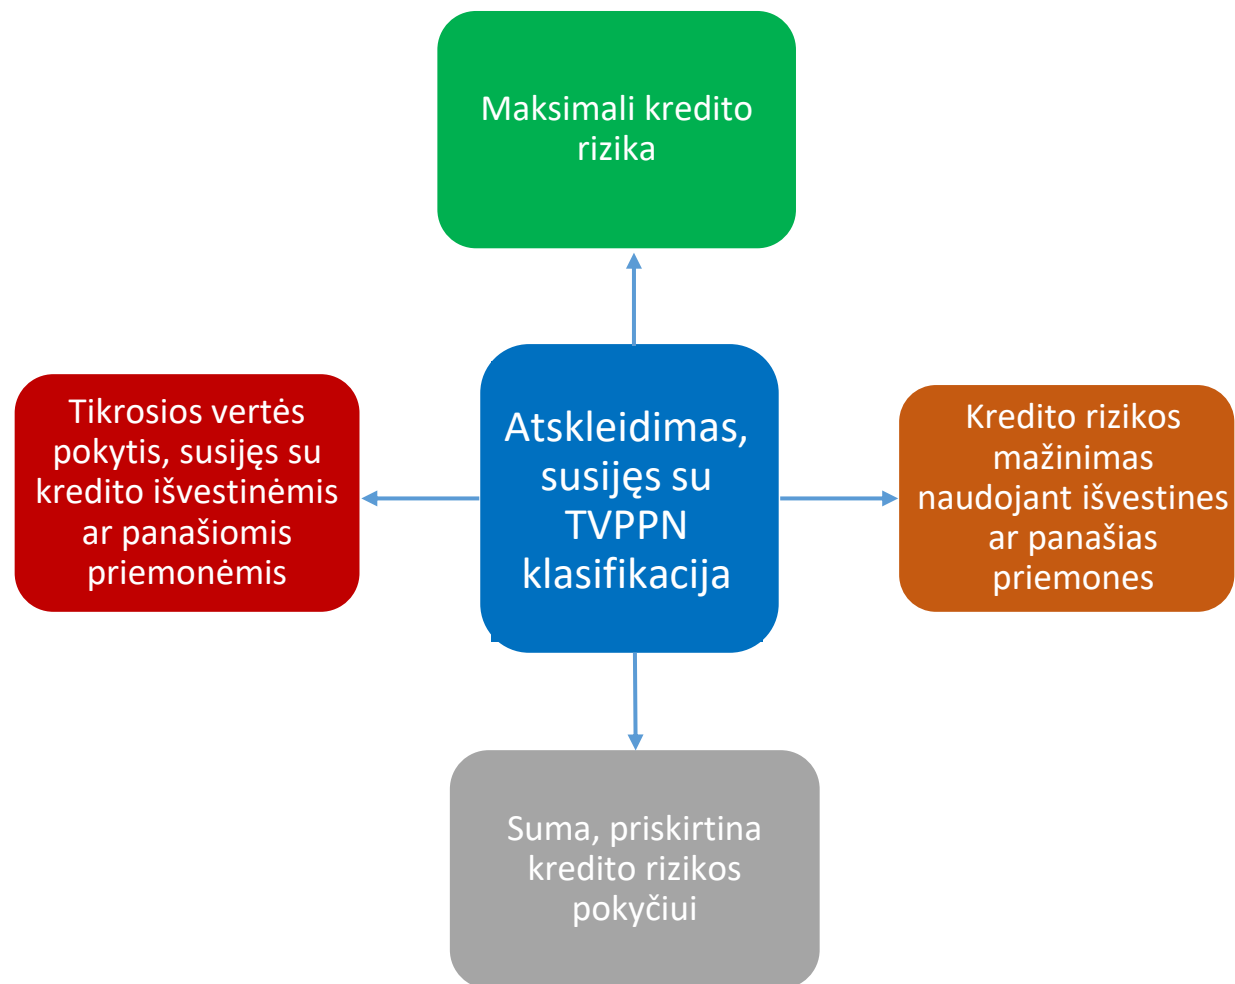 Maksimali kredito
rizika
Tikrosios vertės
pokytis, susijęs su
kredito išvestinėmis
ar panašiomis
priemonėmis
Atskleidimas,
susijęs su
TVPPN
klasifikacija
Kredito rizikos
mažinimas
naudojant išvestines
ar panašias
priemones
Suma, priskirtina
kredito rizikos
pokyčiui